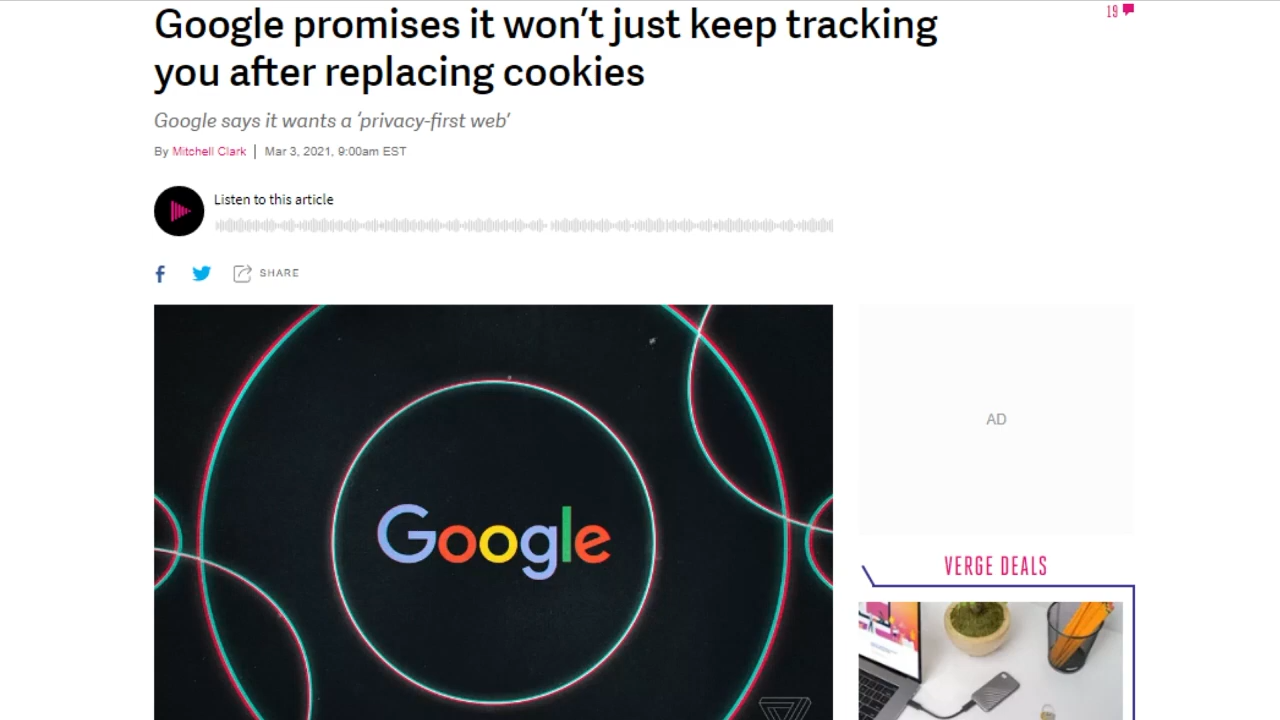 Google promises it won’t just keep tracking
you after replacing cookies
19
Google says it wants a ‘privacy-first web’
By Mitchell Clark | Mar 3, 2021, 9:00am EST
Listen to this article
SHARE
Google
AD
VERGE DEALS